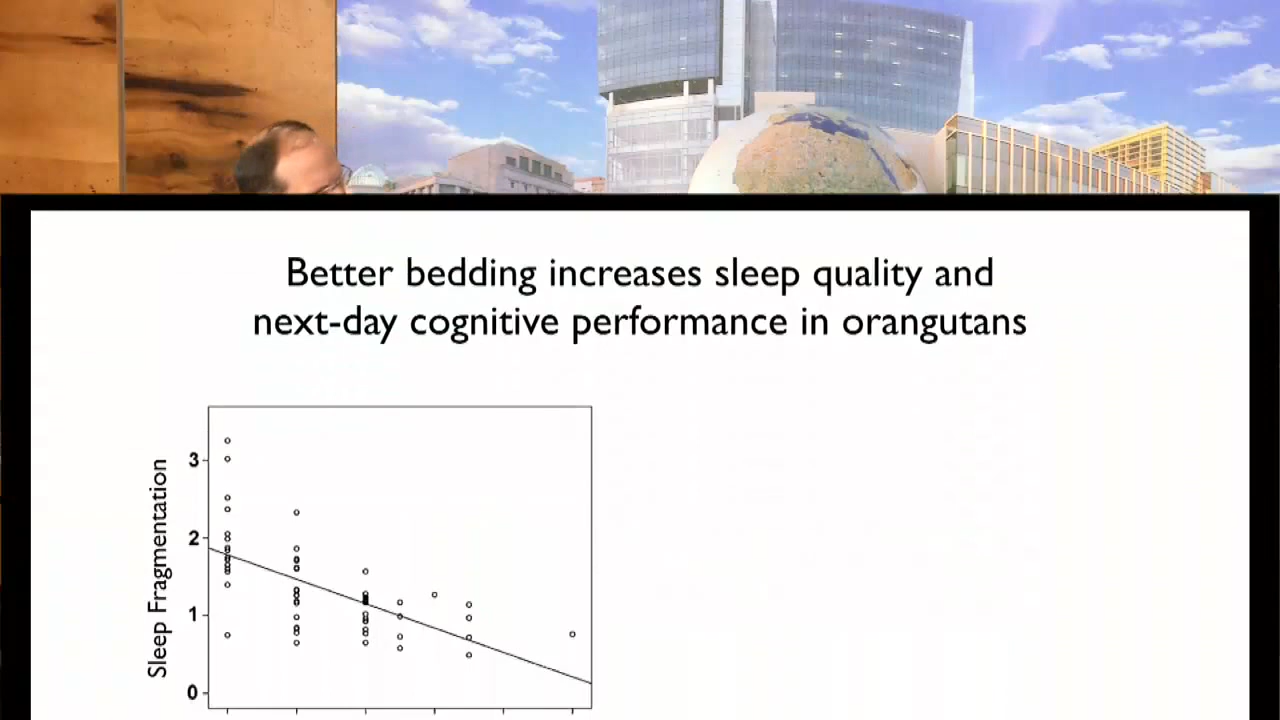 Better bedding increases sleep quality and
next-day cognitive performance in orangutans
Sleep Fragmentation
3
2
1
0